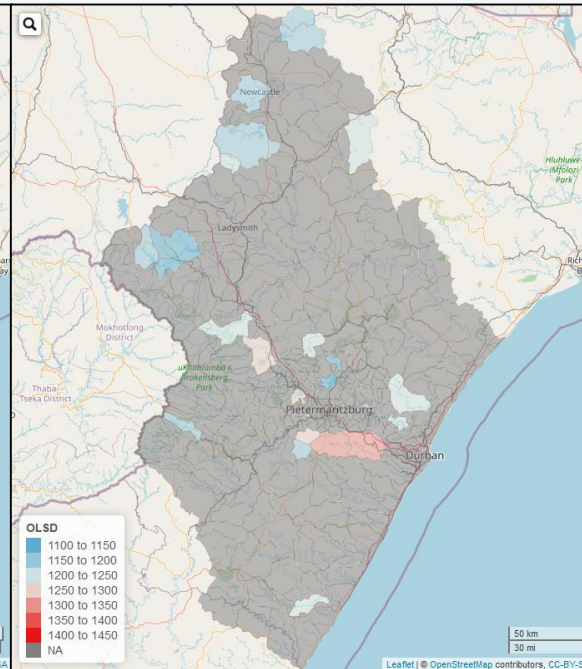 Newcastle
Hluhluwe-
iMfolozi
Park
Ladysmith
Mokhotlong
District
uKhahlamba /
Drakensberg
Park
Thaba-
Tseka District
Pietermaritzburg
Durban
OLSD
1100 to 1150
1150 to 1200
1200 to 1250
1250 to 1300
1300 to 1350
1350 to 1400
1400 to 1450
NA
50 km
30 mi
Leaflet | © OpenStreetMap contributors, CC-BY-S